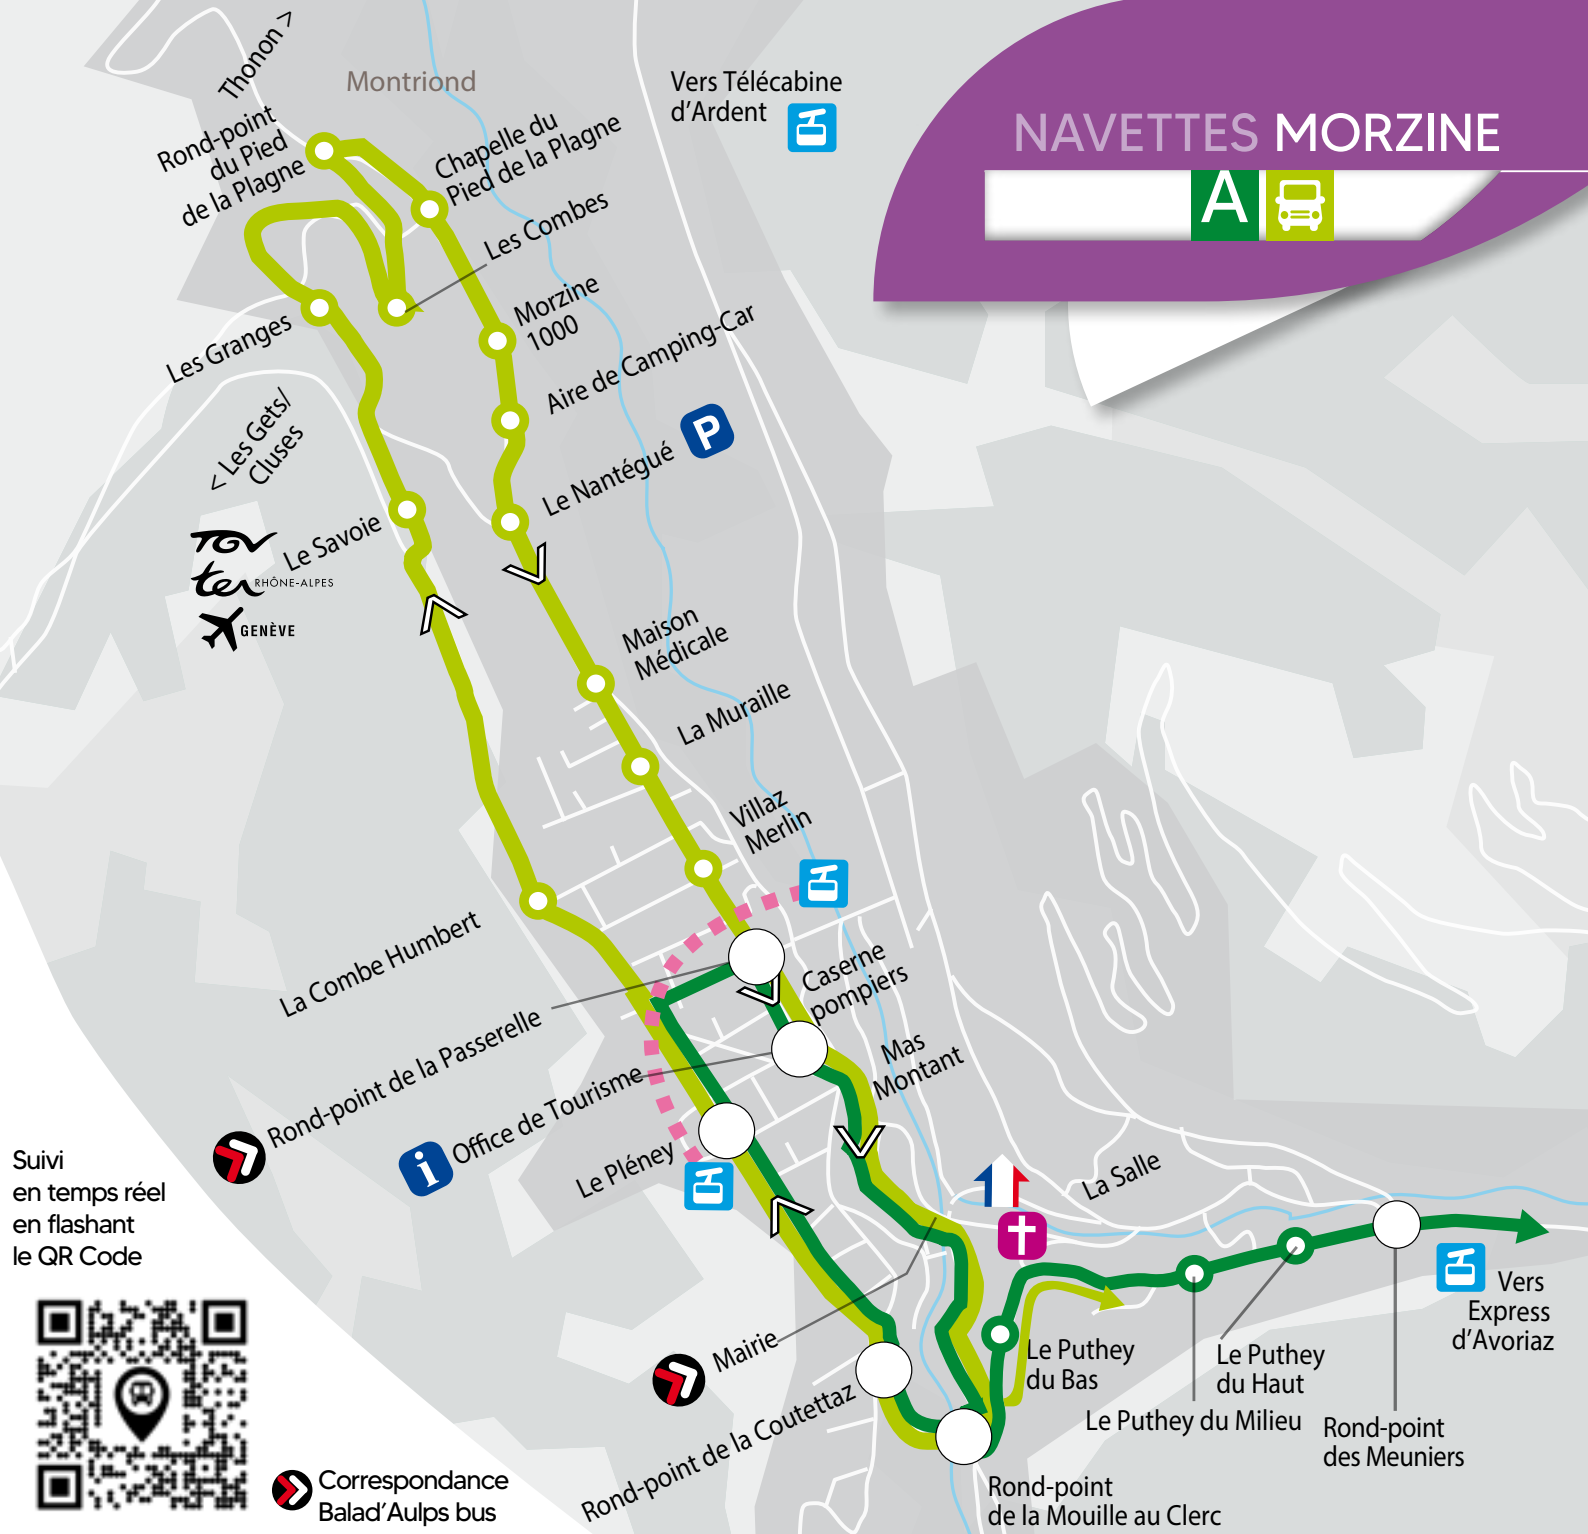 NAVETTES MORZINE
A
Thonon >
Montriond
Vers Télécabine
d'Ardent
Rond-point
du Pied
de la Plagne
Chapelle du
Pied de la Plagne
Les Combes
Morzine
1000
Les Granges
Aire de Camping-Car
< Les Gets/
Cluses
Le Nantégué
P
TGV
Le Savoie
ter RHÔNE-ALPES
GENÈVE
Maison
Médicale
La Muraille
Villaz
Merlin
La Combe Humbert
Caserne
pompiers
Rond-point de la Passerelle
Mas
Montant
i
Office de Tourisme
Le Pléney
La Salle
Suivi
en temps réel
en flashant
le QR Code
Vers
Express
d'Avoriaz
Mairie
Le Puthey
du Bas
Le Puthey
du Haut
Le Puthey du Milieu
Rond-point
des Meuniers
Rond-point de la Coutettaz
Rond-point
de la Mouille au Clerc
Correspondance
Balad'Aulps bus